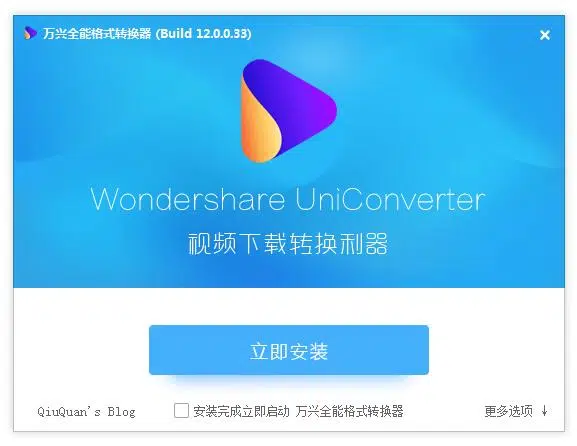 万兴全能格式转换器 (Build 12.0.0.33)
Wondershare UniConverter
视频下载转换利器
立即安装
QiuQuan's Blog
安装完成立即启动 万兴全能格式转换器
更多选项 ↓